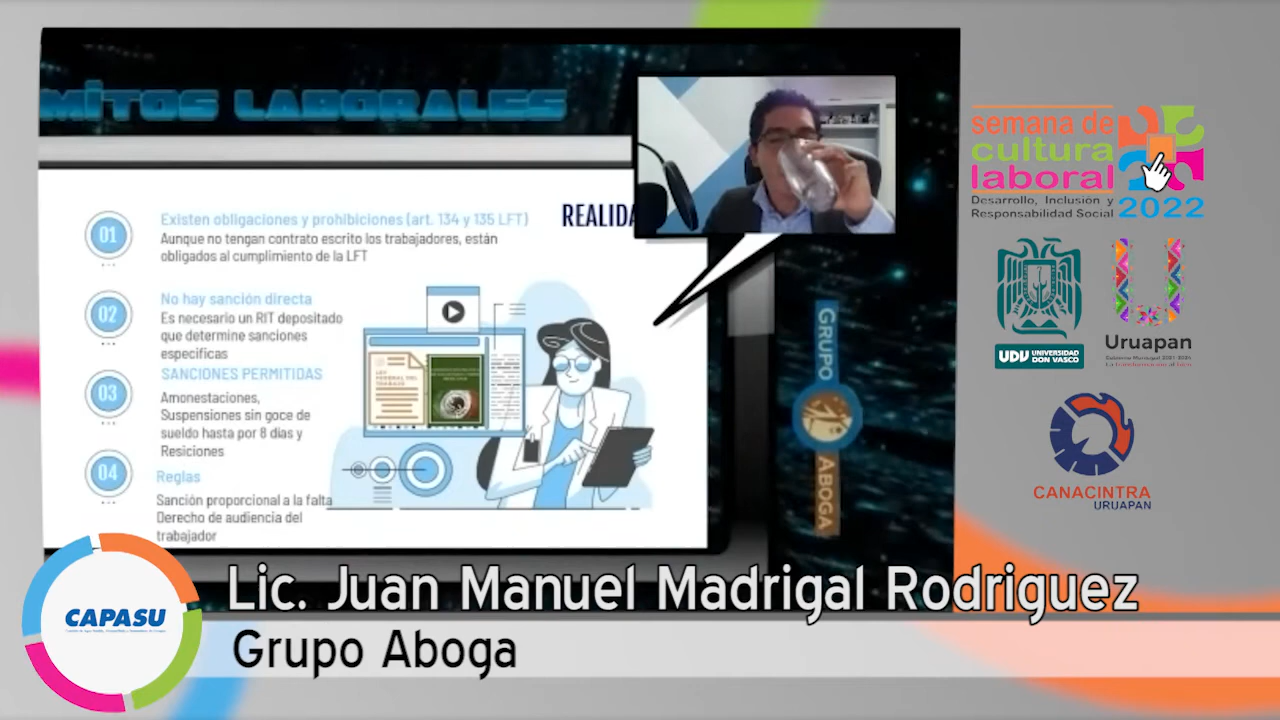 MITOS LABORALES
REALIDA
01
Existen obligaciones y prohibiciones (art. 134 y 135 LFT)
Aunque no tengan contrato escrito los trabajadores, están
obligados al cumplimiento de la LFT
02
No hay sanción directa
Es necesario un RIT depositado
que determine sanciones
especificas
03
SANCIONES PERMITIDAS
Amonestaciones,
Suspensiones sin goce de
sueldo hasta por 8 días y
Resiciones
04
Reglas
Sanción proporcional a la falta
Derecho de audiencia del
trabajador
LEY
FEDERAL DEL
TRABAJO
GRUPO
ABOGA
semana de
cultura
laboral
Desarrollo, Inclusión y
Responsabilidad Social
2022
UDV UNIVERSIDAD
DON VASCO
Uruapan
CANACINTRA
URUAPAN
CAPASU
Lic. Juan Manuel Madrigal Rodriguez
Grupo Aboga